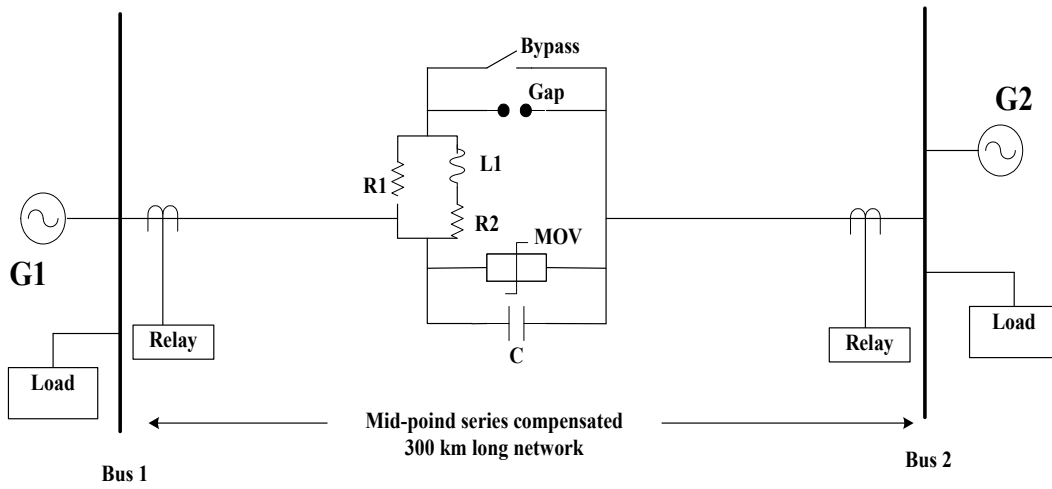 Bypass
Gap
G2
L1
R1
R2
MOV
G1
Relay
Load
C
Relay
Load
Mid-poind series compensated
300 km long network
Bus 1
Bus 2